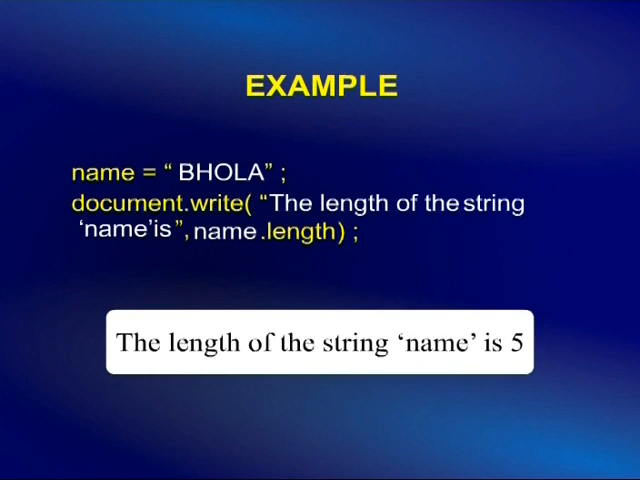 EXAMPLE
name = “ BHOLA” ;
document.write( “The length of the string
‘name’is ”, name .length) ;
The length of the string ‘name’ is 5